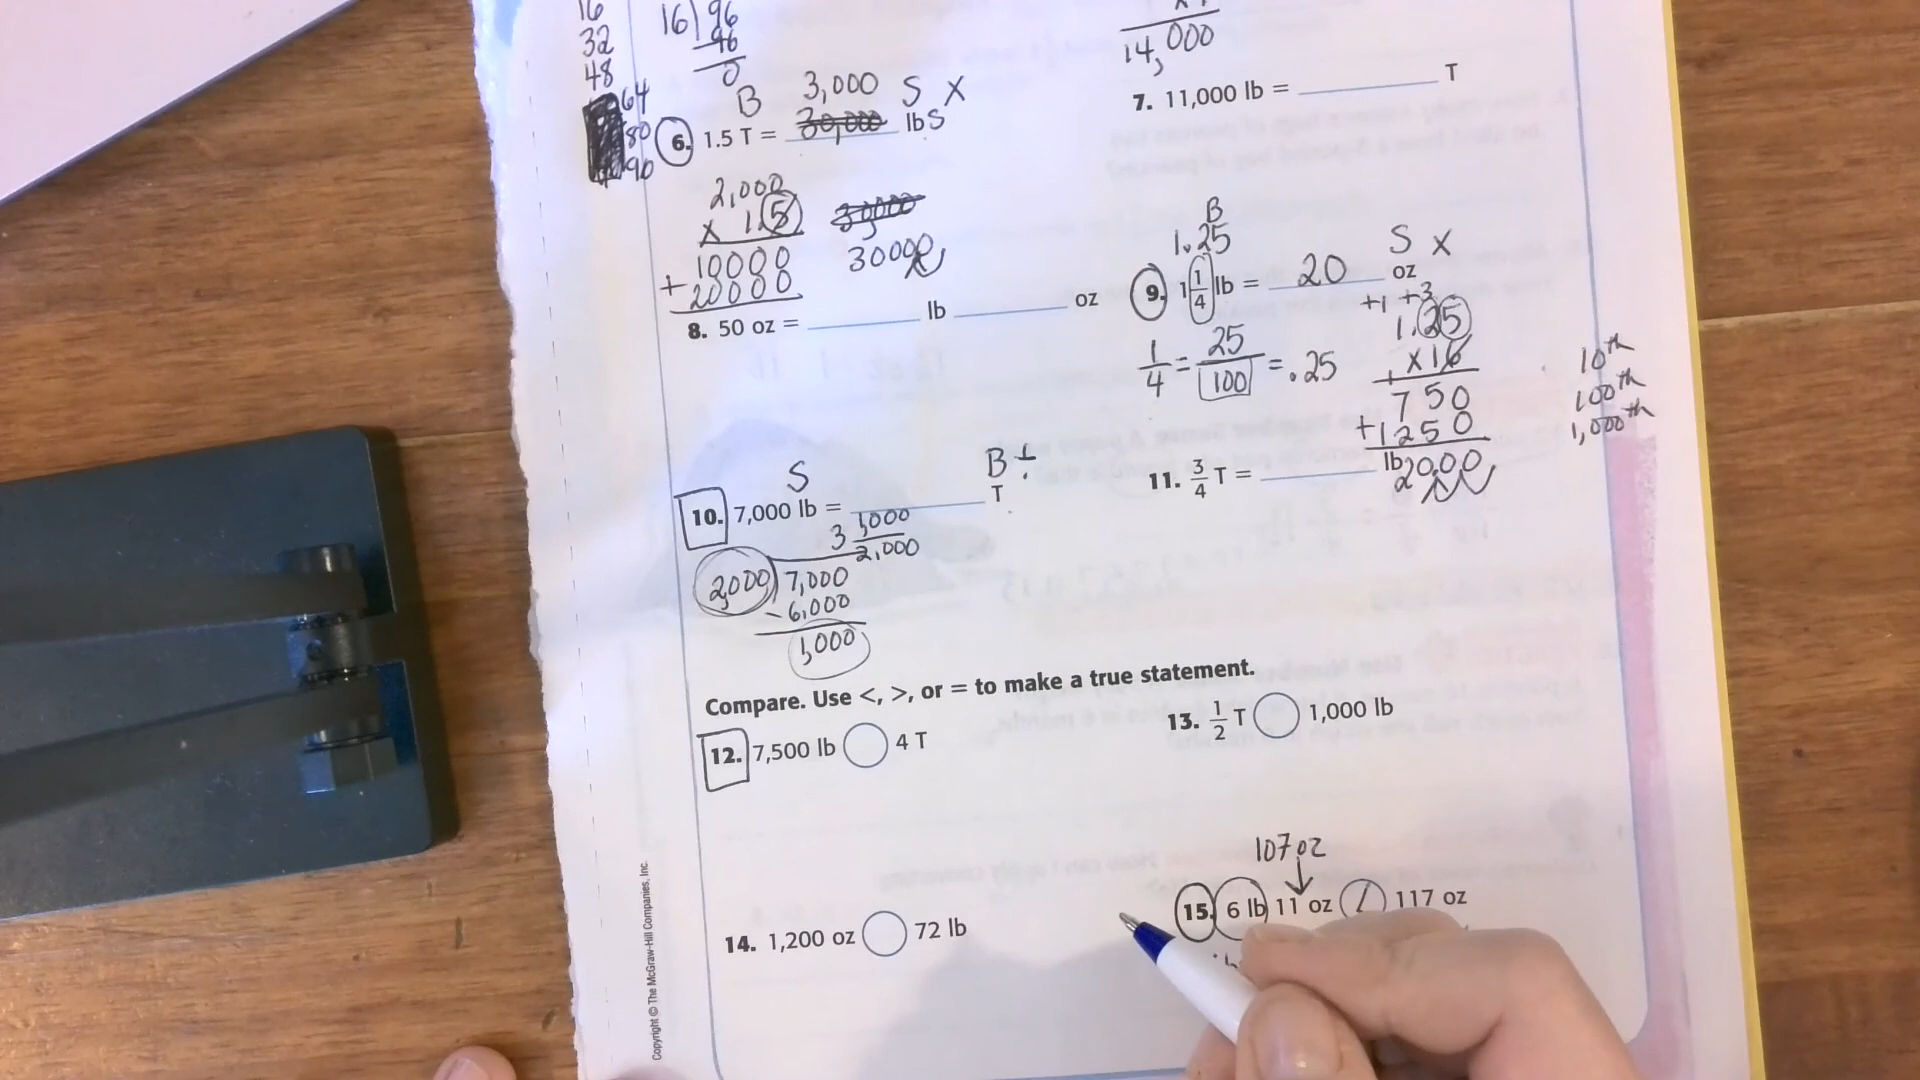 16
32
48
64
80
96
16)96
96
0
14,000
B 3,000 S X
6. 1.5 T = 30,000 lbs
2,000
x 1.5
10000
+20000
30000
7. 11,000 lb = T
8. 50 oz = lb oz
B
1.25
S X
9. 1 1/4 lb = 20 oz
1/4 = 25/100 = .25
+1 +3
1.25
x16
750
+1250
2000
10th
100th
1,000th
S B ÷
10. 7,000 lb = T
3 1,000/2,000
2,000)7,000
-6,000
1,000
11. 3/4 T = lb
Compare. Use <, >, or = to make a true statement.
12. 7,500 lb 4 T
13. 1/2 T 1,000 lb
14. 1,200 oz 72 lb
107 oz
15. 6 lb 11 oz 117 oz
Copyright © The McGraw-Hill Companies, Inc.